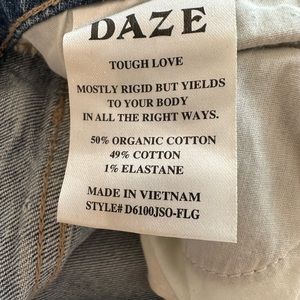 DAZE
TOUGH LOVE
MOSTLY RIGID BUT YIELDS
TO YOUR BODY
IN ALL THE RIGHT WAYS.
50% ORGANIC COTTON
49% COTTON
1% ELASTANE
MADE IN VIETNAM
STYLE# D6100JSO-FLG